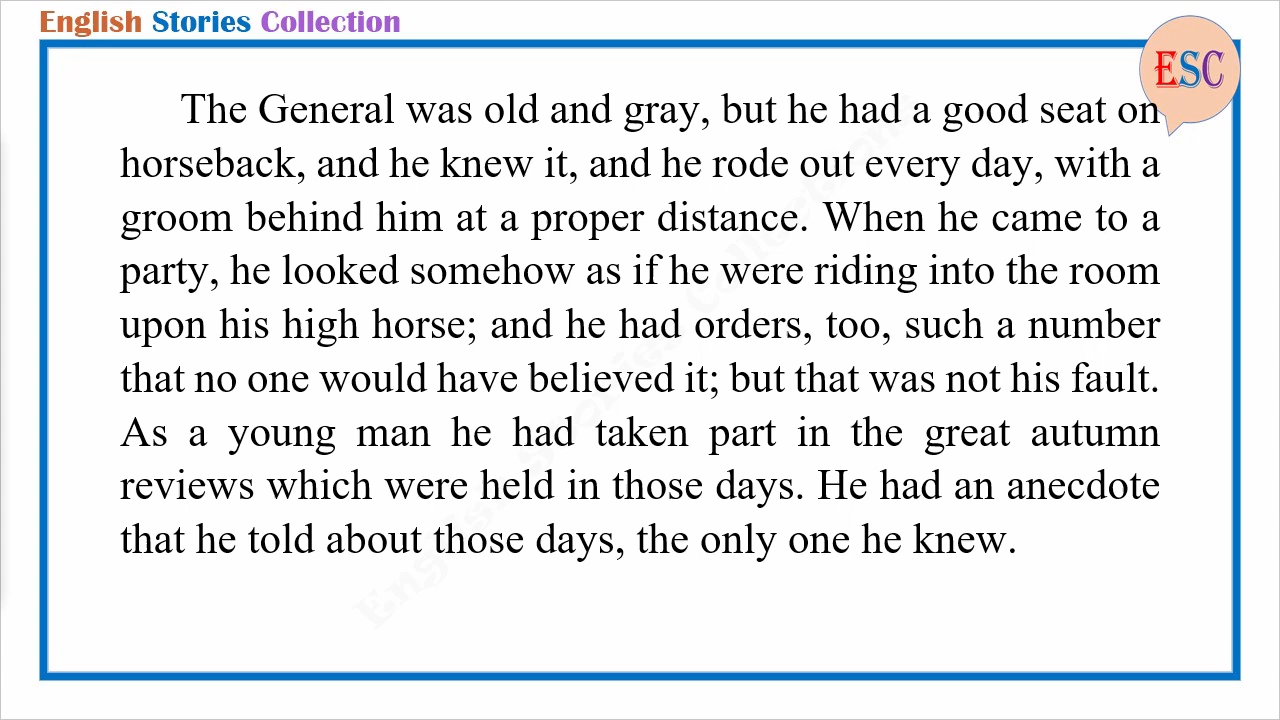 English Stories Collection
ESC
The General was old and gray, but he had a good seat on
horseback, and he knew it, and he rode out every day, with a
groom behind him at a proper distance. When he came to a
party, he looked somehow as if he were riding into the room
upon his high horse; and he had orders, too, such a number
that no one would have believed it; but that was not his fault.
As a young man he had taken part in the great autumn
reviews which were held in those days. He had an anecdote
that he told about those days, the only one he knew.
English Stories Collection